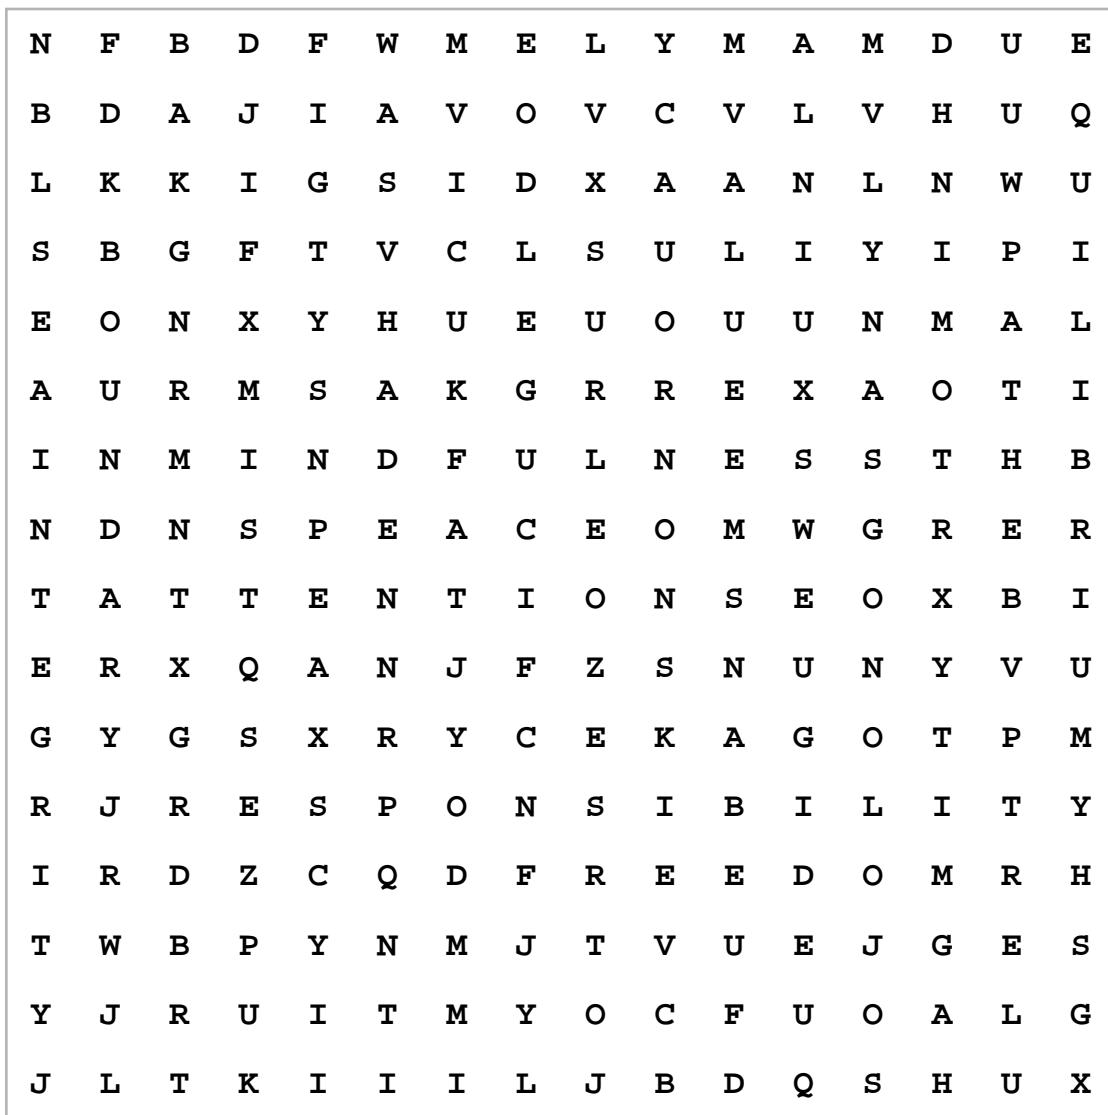 N F B D F W M E L Y M A M D U E
B D A J I A V O V C V L V H U Q
L K K I G S I D X A A N L N W U
S B G F T V C L S U L I Y I P I
E O N X Y H U E U O U U N M A L
A U R M S A K G R R E X A O T I
I N M I N D F U L N E S S T H B
N D N S P E A C E O M W G R E R
T A T T E N T I O N S E O X B I
E R X Q A N J F Z S N U N Y V U
G Y G S X R Y C E K A G O T P M
R J R E S P O N S I B I L I T Y
I R D Z C Q D F R E E D O M R H
T W B P Y N M J T V U E J G E S
Y J R U I T M Y O C F U O A L G
J L T K I I I L J B D Q S H U X